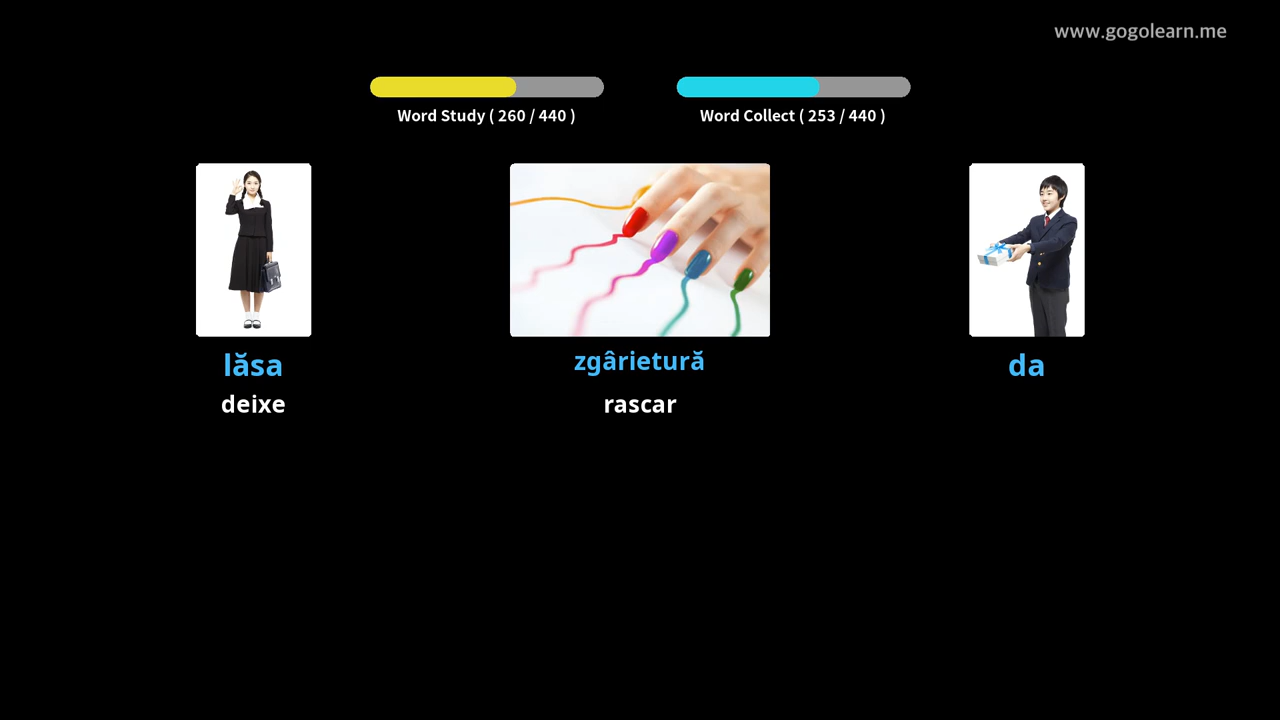 www.gogolearn.me
Word Study ( 260 / 440 )
Word Collect ( 253 / 440 )
lăsa
zgârietură
da
deixe
rascar